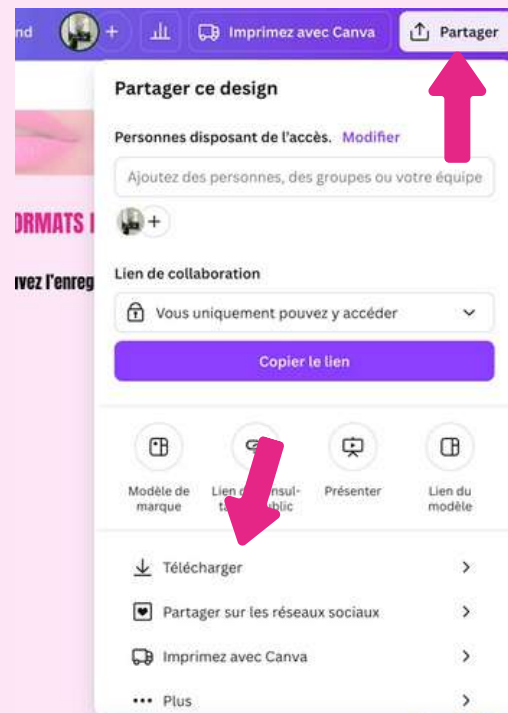 nd
+
Imprimez avec Canva
Partager
Partager ce design
Personnes disposant de l'accès. Modifier
Ajoutez des personnes, des groupes ou votre équipe
+
ORMATS
uvez l'enreg
Lien de collaboration
Vous uniquement pouvez y accéder
Copier le lien
Modèle de
marque
Lien
Présenter
Lien du
modèle
Télécharger
Partager sur les réseaux sociaux
Imprimez avec Canva
Plus